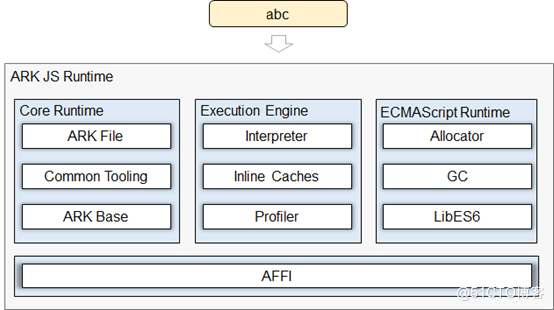 abc
ARK JS Runtime
Core Runtime
ARK File
Common Tooling
ARK Base
Execution Engine
Interpreter
Inline Caches
Profiler
ECMAScript Runtime
Allocator
GC
LibES6
AFFI
@51CTO博客